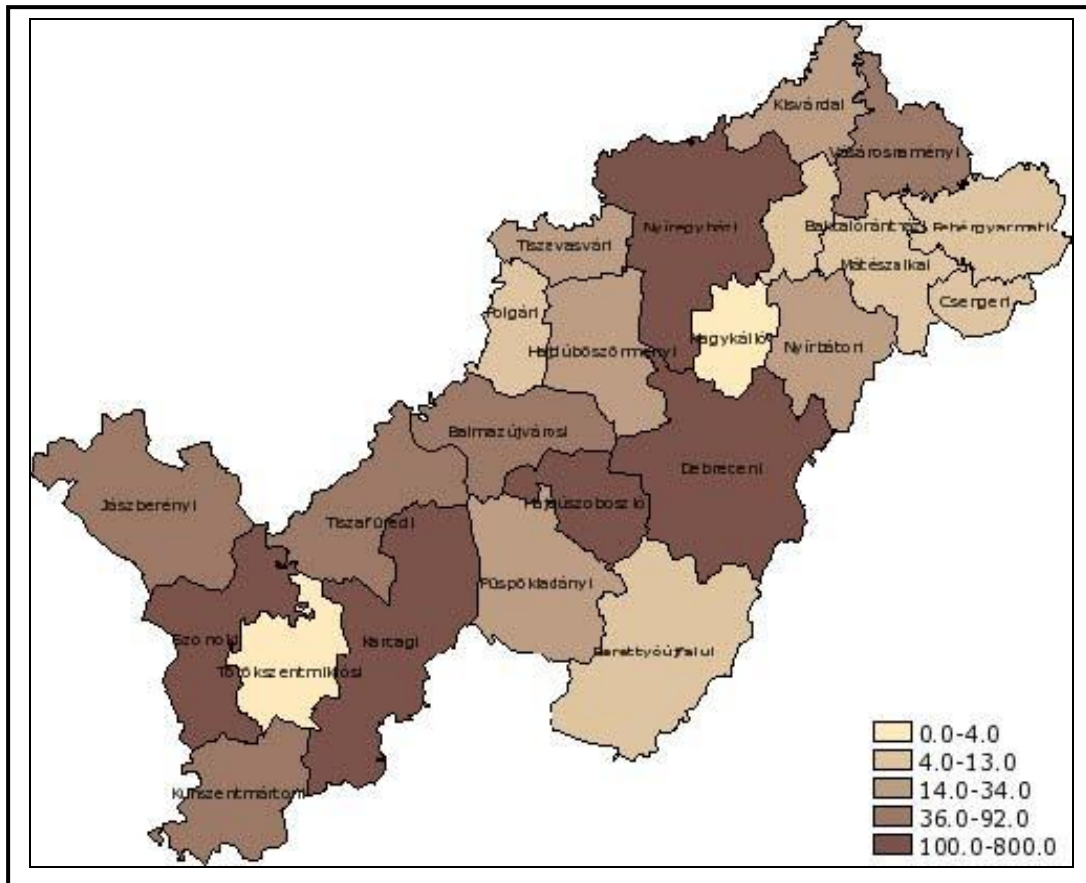 Kisvárdai
Vásárosnaményi
Nyíregyházi
Baktalórántházi
Fehérgyarmati
Tiszavasvári
Mátészalkai
Csengeri
Polgári
Nagykállói
Nyírbátori
Hajdúböszörményi
Balmazújvárosi
Debreceni
Jászberényi
Hajdúszoboszló
Tiszafüredi
Püspökladányi
Szolnoki
Karcagi
Berettyóújfalui
Törökszentmiklósi
Kunszentmártoni
0.0-4.0
4.0-13.0
14.0-34.0
36.0-92.0
100.0-800.0